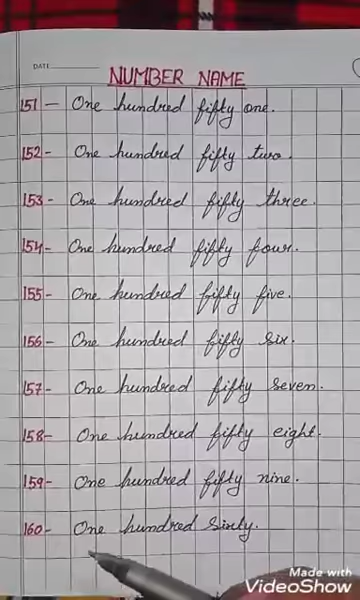 DATE
NUMBER NAME
151 - One hundred fifty one.
152 - One hundred fifty two.
153 - One hundred fifty three.
154 - One hundred fifty four.
155 - One hundred fifty five.
156 - One hundred fifty six.
157 - One hundred fifty seven.
158 - One hundred fifty eight.
159 - One hundred fifty nine.
160 - One hundred sixty.
Made with
VideoShow